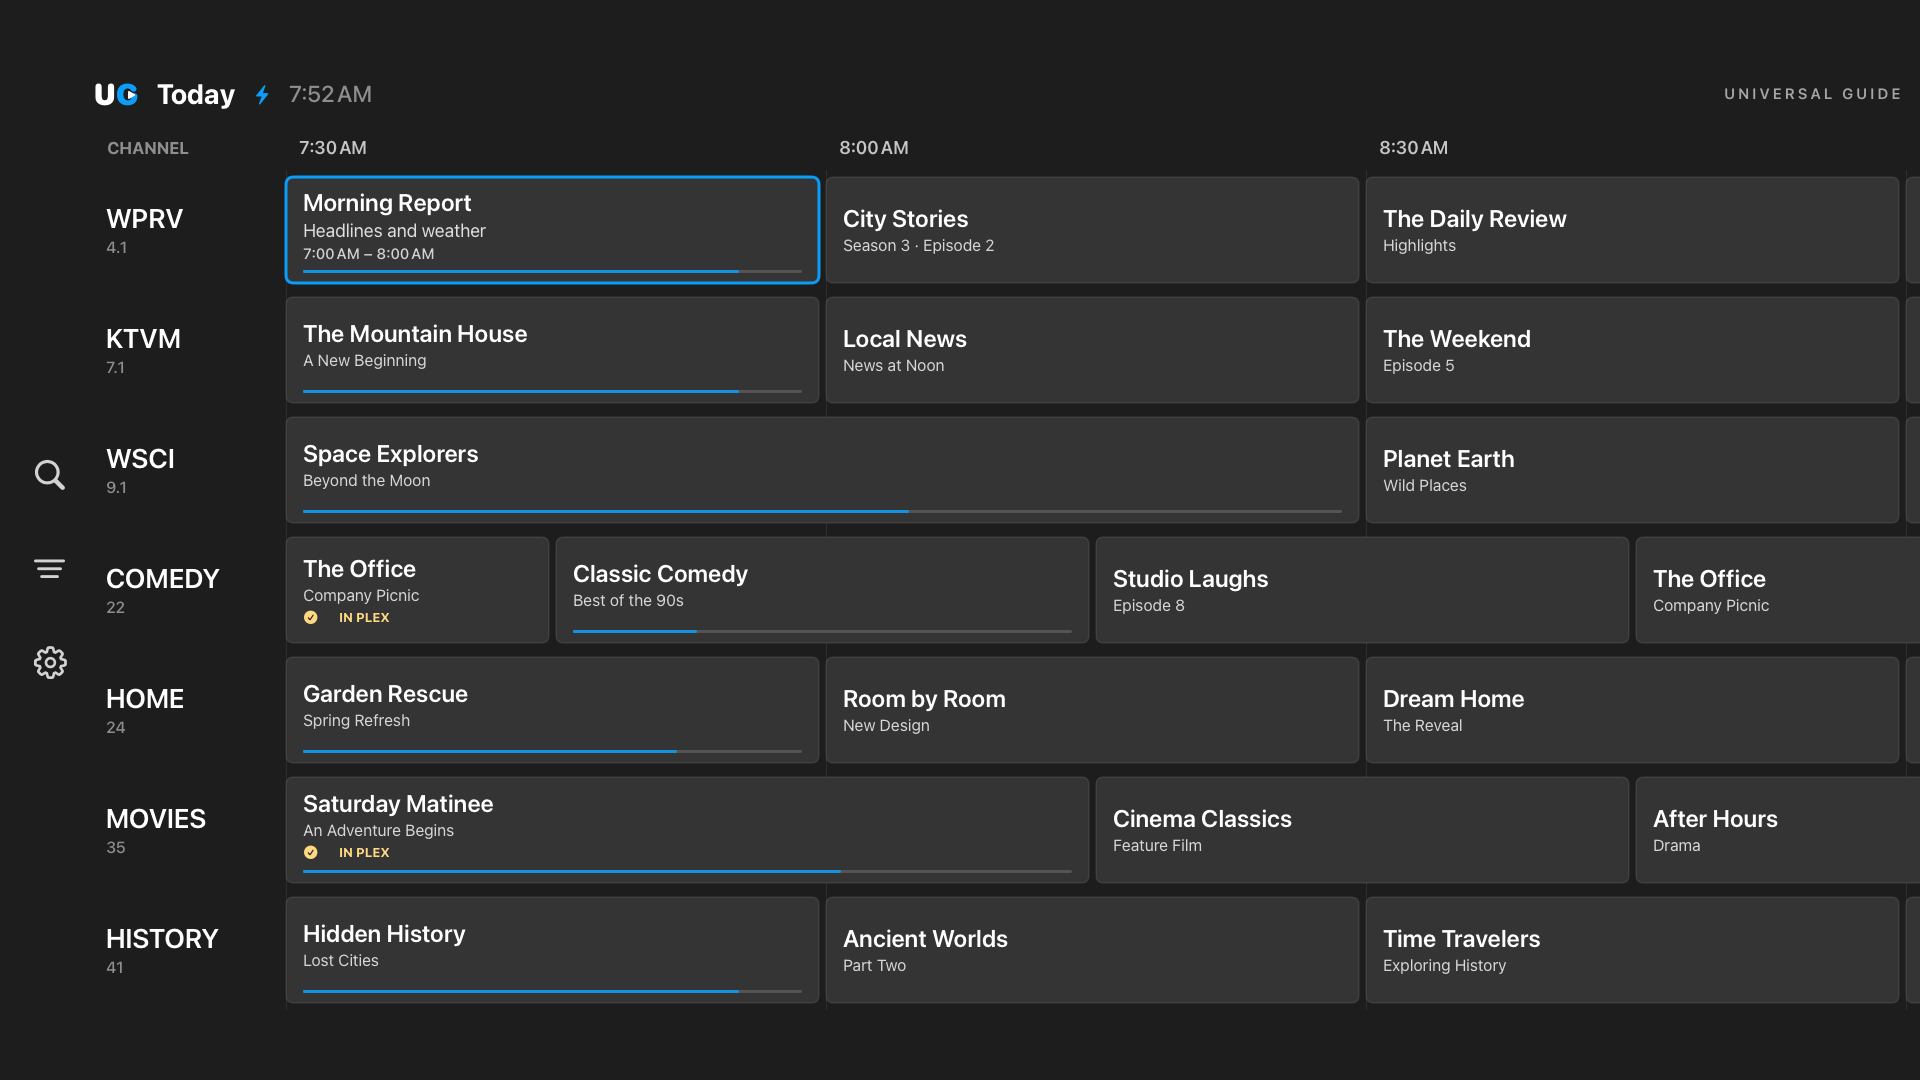 UG Today 7:52 AM
UNIVERSAL GUIDE
CHANNEL 7:30 AM 8:00 AM 8:30 AM
WPRV
4.1
Morning Report
Headlines and weather
7:00 AM – 8:00 AM
City Stories
Season 3 · Episode 2
The Daily Review
Highlights
KTVM
7.1
The Mountain House
A New Beginning
Local News
News at Noon
The Weekend
Episode 5
WSCI
9.1
Space Explorers
Beyond the Moon
Planet Earth
Wild Places
COMEDY
22
The Office
Company Picnic
IN PLEX
Classic Comedy
Best of the 90s
Studio Laughs
Episode 8
The Office
Company Picnic
HOME
24
Garden Rescue
Spring Refresh
Room by Room
New Design
Dream Home
The Reveal
MOVIES
35
Saturday Matinee
An Adventure Begins
IN PLEX
Cinema Classics
Feature Film
After Hours
Drama
HISTORY
41
Hidden History
Lost Cities
Ancient Worlds
Part Two
Time Travelers
Exploring History